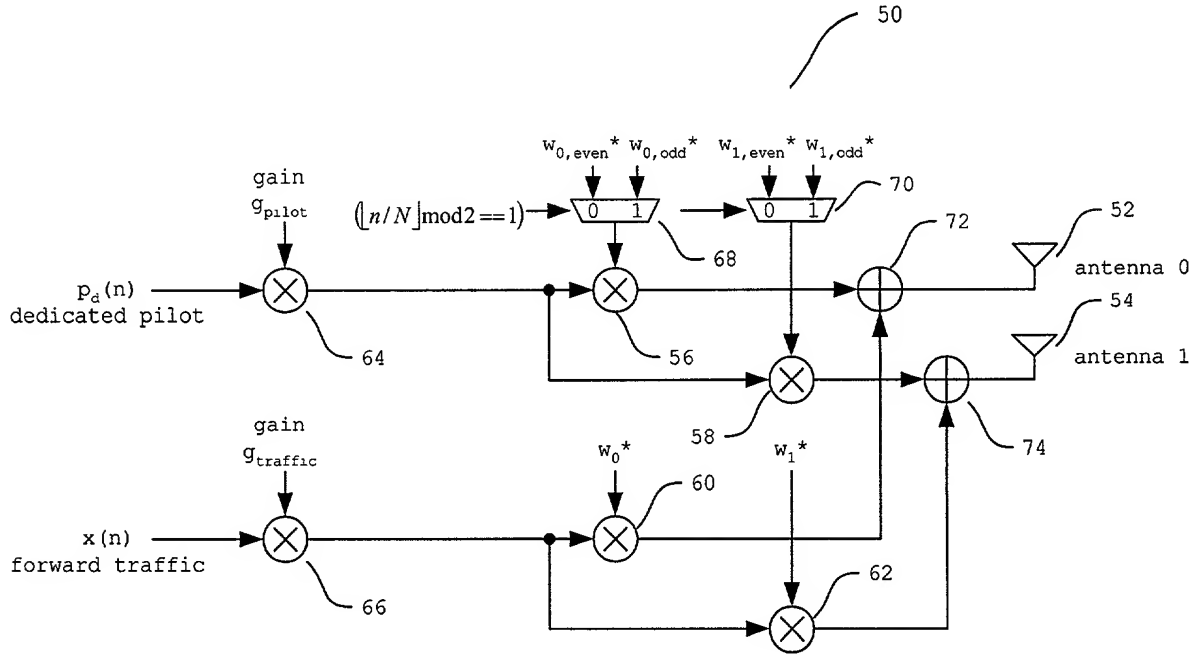 50
w0,even* w0,odd* w1,even* w1,odd*
70
gain
gpilot
(⌊n/N⌋mod2==1)
0 1
0 1
68
72
52
antenna 0
pd(n)
dedicated pilot
64
56
54
antenna 1
58
74
gain
gtraffic
w0*
w1*
60
x(n)
forward traffic
66
62